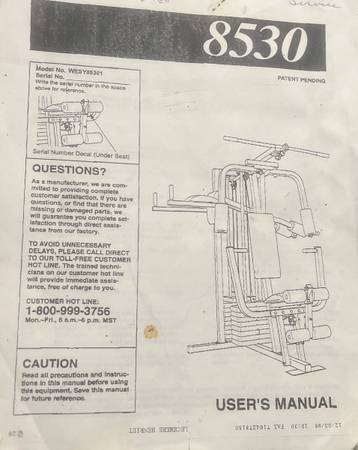 Service
8530
PATENT PENDING
Model No. WESY85301
Serial No.
Write the serial number in the space
above for reference.
Serial Number Decal (Under Seat)
QUESTIONS?
As a manufacturer, we are com-
mitted to providing complete
customer satisfaction. If you have
questions, or find that there are
missing or damaged parts, we
will guarantee you complete sat-
isfaction through direct assis-
tance from our factory.
TO AVOID UNNECESSARY
DELAYS, PLEASE CALL DIRECT
TO OUR TOLL-FREE CUSTOMER
HOT LINE. The trained techni-
cians on our customer hot line
will provide immediate assis-
tance, free of charge to you.
CUSTOMER HOT LINE:
1-800-999-3756
Mon.-Fri., 6 a.m.-6 p.m. MST
CAUTION
Read all precautions and instruc-
tions in this manual before using
this equipment. Save this manual
for future reference.
USER'S MANUAL